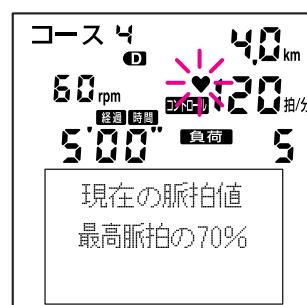 コース 4
D
4.0 km
60 rpm
コントロール 120 拍/分
経過 時間
負荷
5'00"
5
現在の脈拍値
最高脈拍の70%